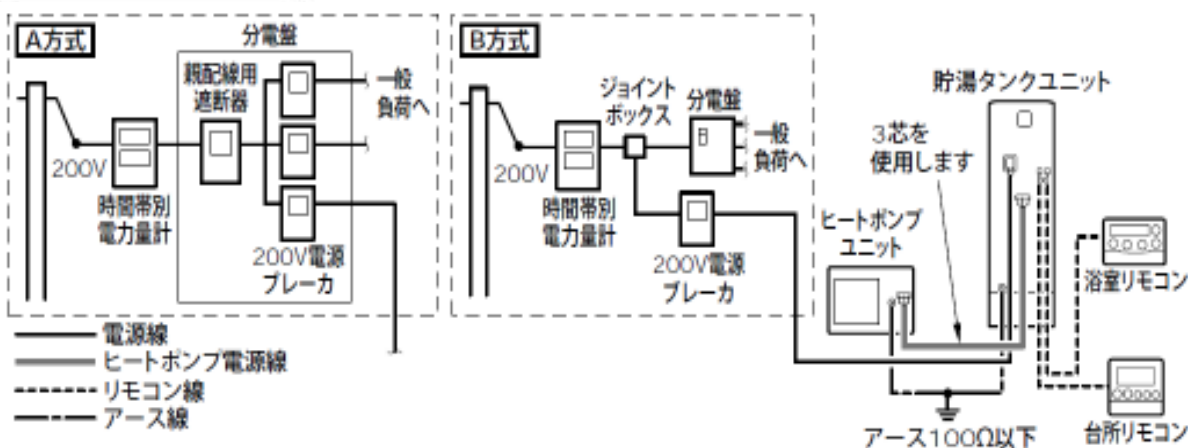 A方式
分電盤
親配線用
遮断器
一般
負荷へ
200V
時間帯別
電力量計
200V電源
ブレーカ
B方式
ジョイント
ボックス
分電盤
一般
負荷へ
200V
時間帯別
電力量計
200V電源
ブレーカ
貯湯タンクユニット
3芯を
使用します
ヒートポンプ
ユニット
浴室リモコン
台所リモコン
アース100Ω以下
電源線
ヒートポンプ電源線
リモコン線
アース線